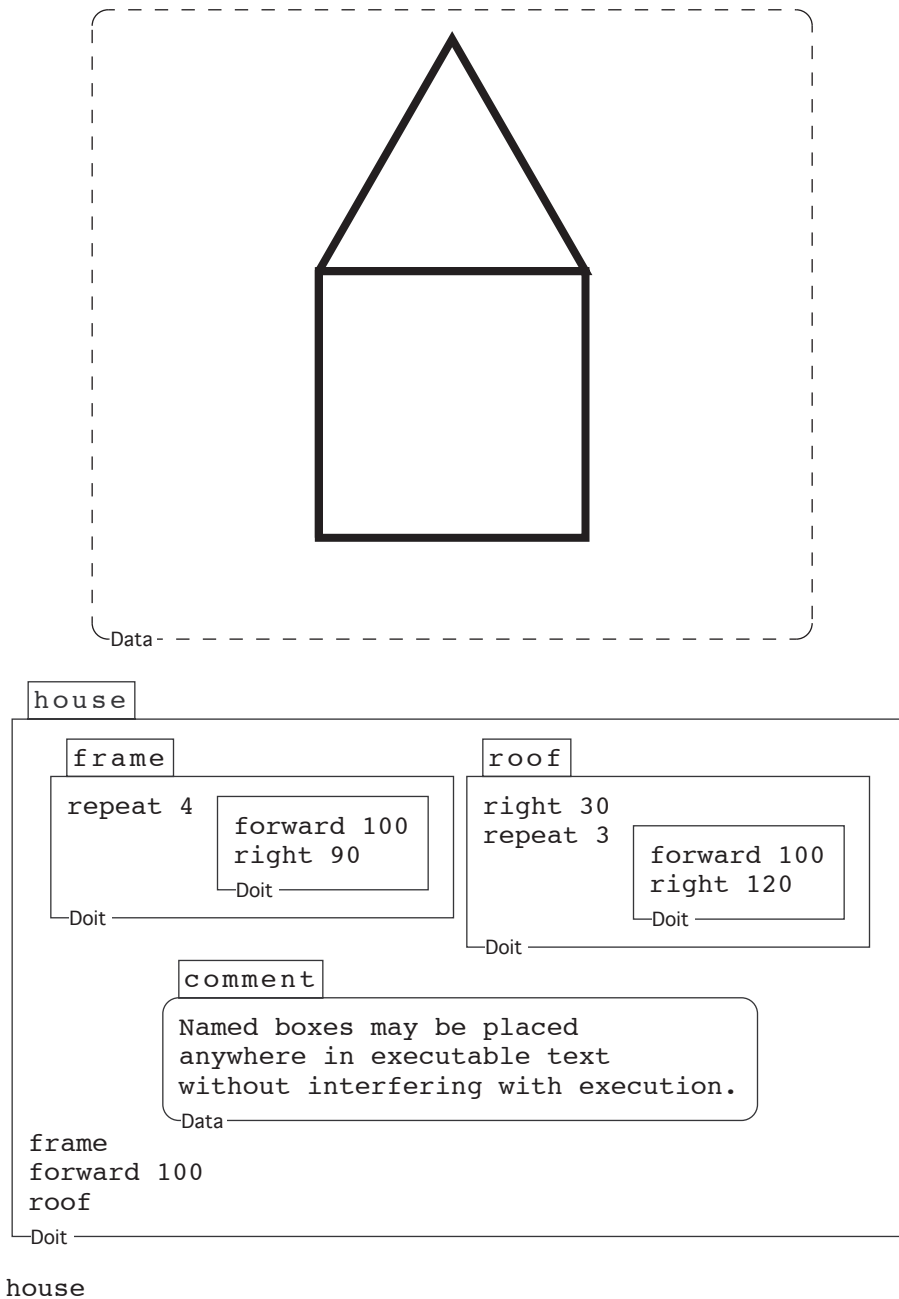 Data
house
frame
repeat 4
forward 100
right 90
Doit
Doit
roof
right 30
repeat 3
forward 100
right 120
Doit
Doit
comment
Named boxes may be placed
anywhere in executable text
without interfering with execution.
Data
frame
forward 100
roof
Doit
house